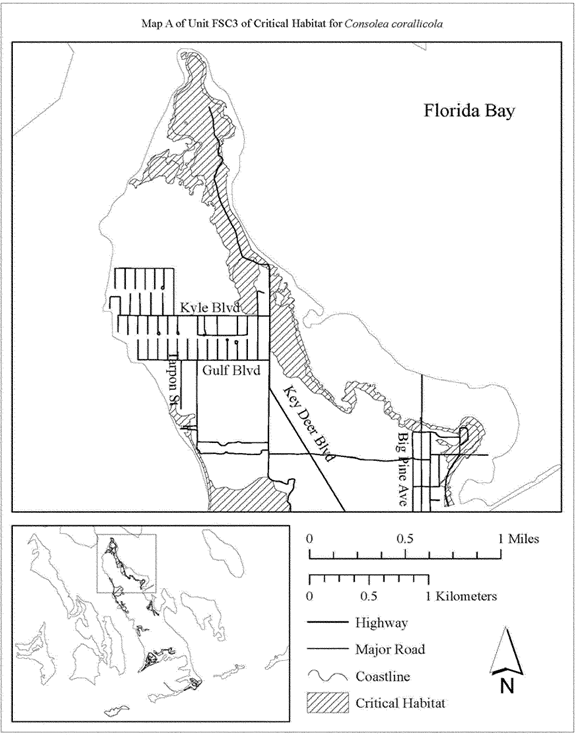 Map A of Unit FSC3 of Critical Habitat for Consolea corallicola
Florida Bay
Kyle Blvd
Gulf Blvd
Tarpon St
Key Deer Blvd
Big Pine Ave
0 0.5 1 Miles
0 0.5 1 Kilometers
Highway
Major Road
Coastline
Critical Habitat
N